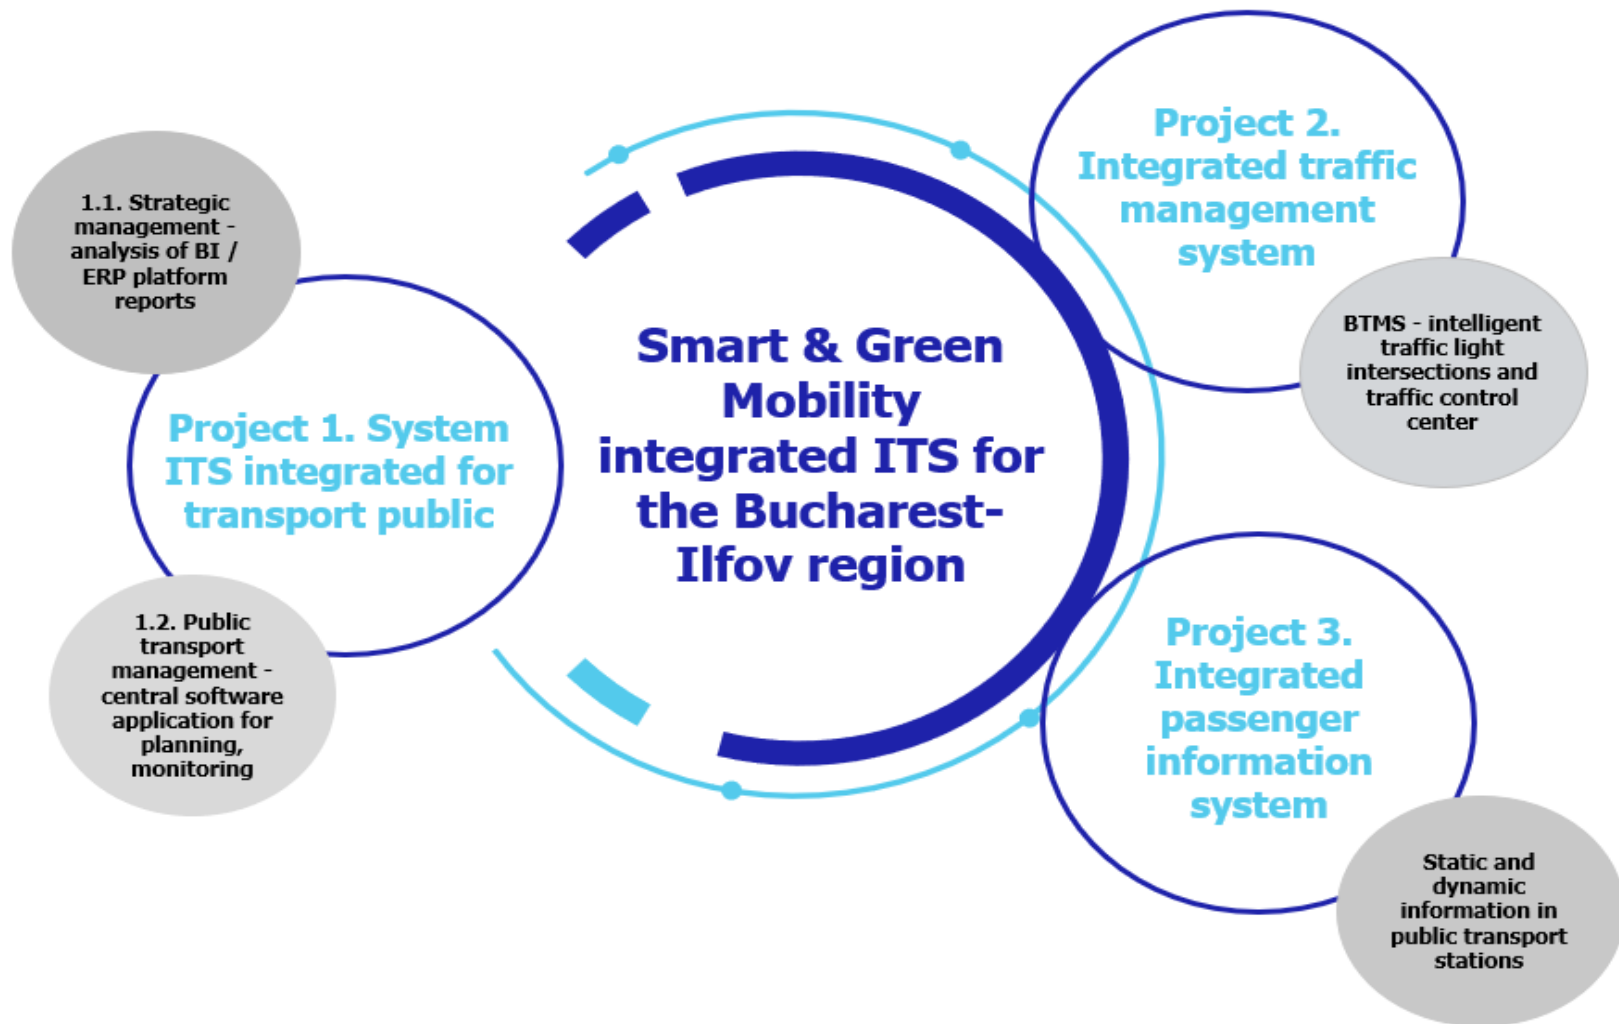 1.1. Strategic
management -
analysis of BI /
ERP platform
reports
Project 1. System
ITS integrated for
transport public
1.2. Public
transport
management -
central software
application for
planning,
monitoring
Smart & Green
Mobility
integrated ITS for
the Bucharest-
Ilfov region
Project 2.
Integrated traffic
management
system
BTMS - intelligent
traffic light
intersections and
traffic control
center
Project 3.
Integrated
passenger
information
system
Static and
dynamic
information in
public transport
stations